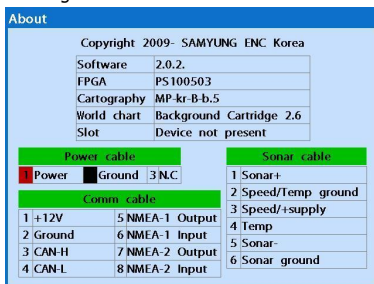 About
Copyright 2009- SAMYUNG ENC Korea
Software 2.0.2.
FPGA PS100503
Cartography MP-kr-B-b.5
World chart Background Cartridge 2.6
Slot Device not present
Power cable
1 Power Ground 3 N.C
Comm cable
1 +12V 5 NMEA-1 Output
2 Ground 6 NMEA-1 Input
3 CAN-H 7 NMEA-2 Output
4 CAN-L 8 NMEA-2 Input
Sonar cable
1 Sonar+
2 Speed/Temp ground
3 Speed/+supply
4 Temp
5 Sonar-
6 Sonar ground